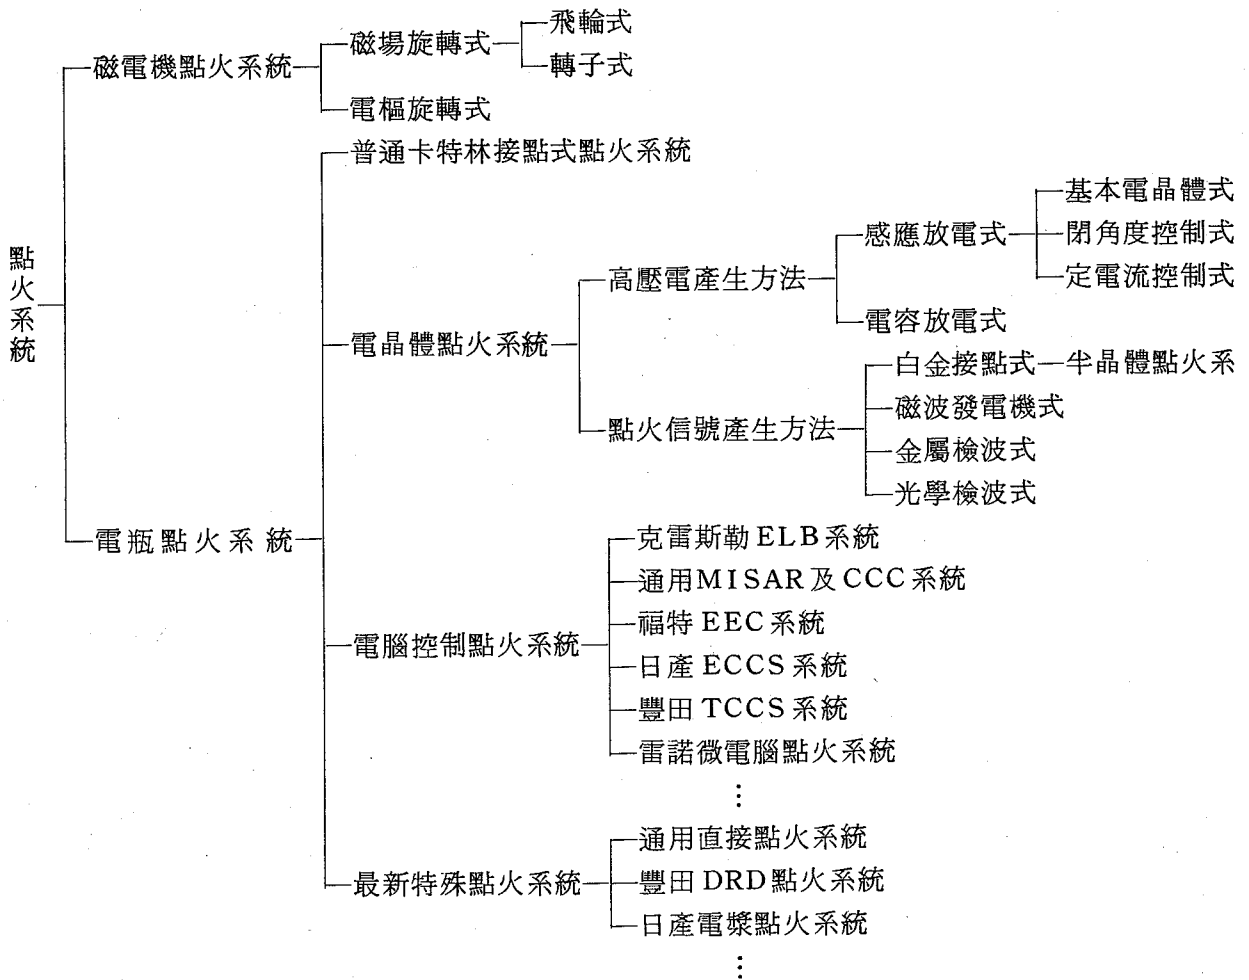 點火系統
磁電機點火系統
磁場旋轉式
飛輪式
轉子式
電樞旋轉式
電瓶點火系統
普通卡特林接點式點火系統
電晶體點火系統
高壓電產生方法
感應放電式
基本電晶體式
閉角度控制式
定電流控制式
電容放電式
點火信號產生方法
白金接點式
半晶體點火系
磁波發電機式
金屬檢波式
光學檢波式
電腦控制點火系統
克雷斯勒ELB系統
通用MISAR及CCC系統
福特EEC系統
日產ECCS系統
豐田TCCS系統
雷諾微電腦點火系統
⋮
最新特殊點火系統
通用直接點火系統
豐田DRD點火系統
日產電漿點火系統
⋮